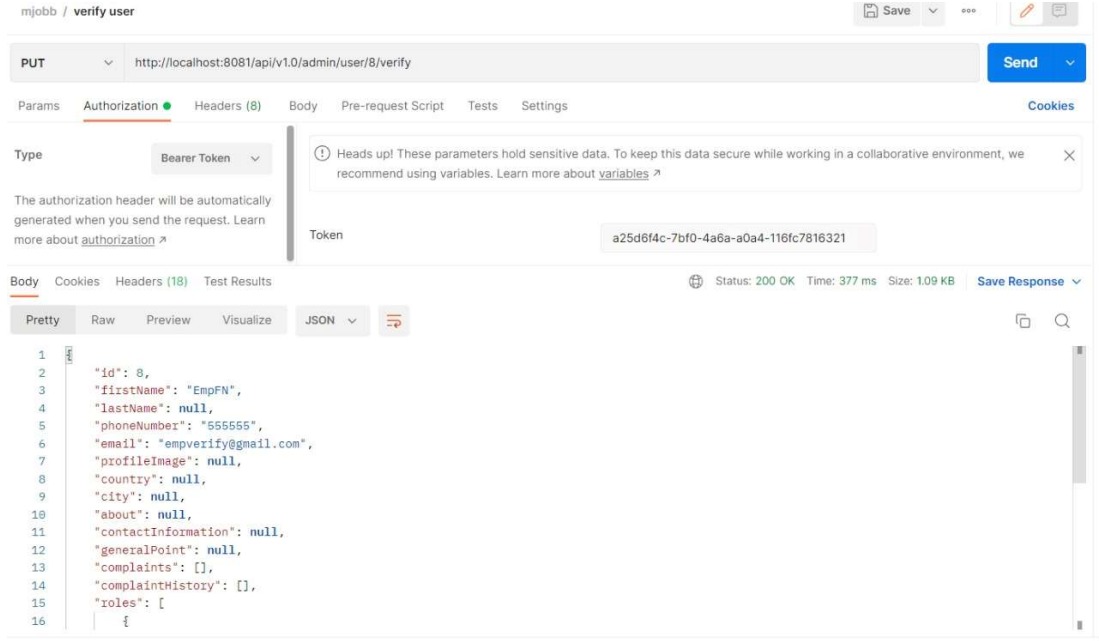 mjobb / verify user
Save
PUT http://localhost:8081/api/v1.0/admin/user/8/verify Send
Params Authorization Headers (8) Body Pre-request Script Tests Settings Cookies
Type Bearer Token
Heads up! These parameters hold sensitive data. To keep this data secure while working in a collaborative environment, we
recommend using variables. Learn more about variables ↗
The authorization header will be automatically
generated when you send the request. Learn
more about authorization ↗
Token a25d6f4c-7bf0-4a6a-a0a4-116fc7816321
Body Cookies Headers (18) Test Results Status: 200 OK Time: 377 ms Size: 1.09 KB Save Response
Pretty Raw Preview Visualize JSON
1 {
2 "id": 8,
3 "firstName": "EmpFN",
4 "lastName": null,
5 "phoneNumber": "555555",
6 "email": "empverify@gmail.com",
7 "profileImage": null,
8 "country": null,
9 "city": null,
10 "about": null,
11 "contactInformation": null,
12 "generalPoint": null,
13 "complaints": [],
14 "complaintHistory": [],
15 "roles": [
16 {